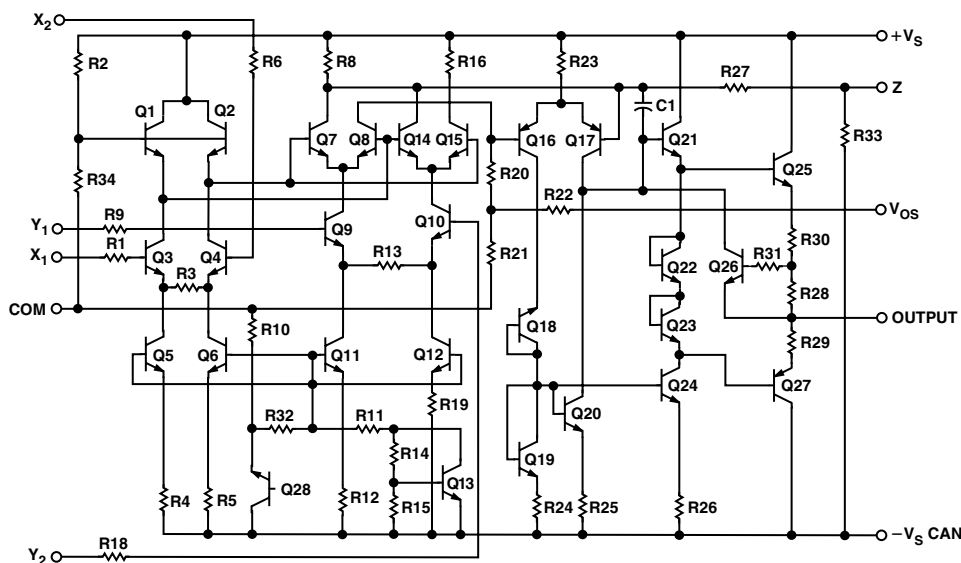 X2
R2
R6
R8
R16
R23
+VS
R27
Z
Q1
Q2
C1
Q7
Q8
Q14
Q15
Q16
Q17
Q21
R33
R34
R20
Q25
Y1
R9
Q9
Q10
R22
VOS
X1
R1
Q3
Q4
R13
R21
R30
R3
Q22
Q26
R31
R28
COM
R10
Q18
Q23
OUTPUT
R29
Q5
Q6
Q11
Q12
Q24
Q27
R19
Q20
R32
R11
R14
Q19
Q28
Q13
R4
R5
R12
R15
R24
R25
R26
−VS CAN
Y2
R18